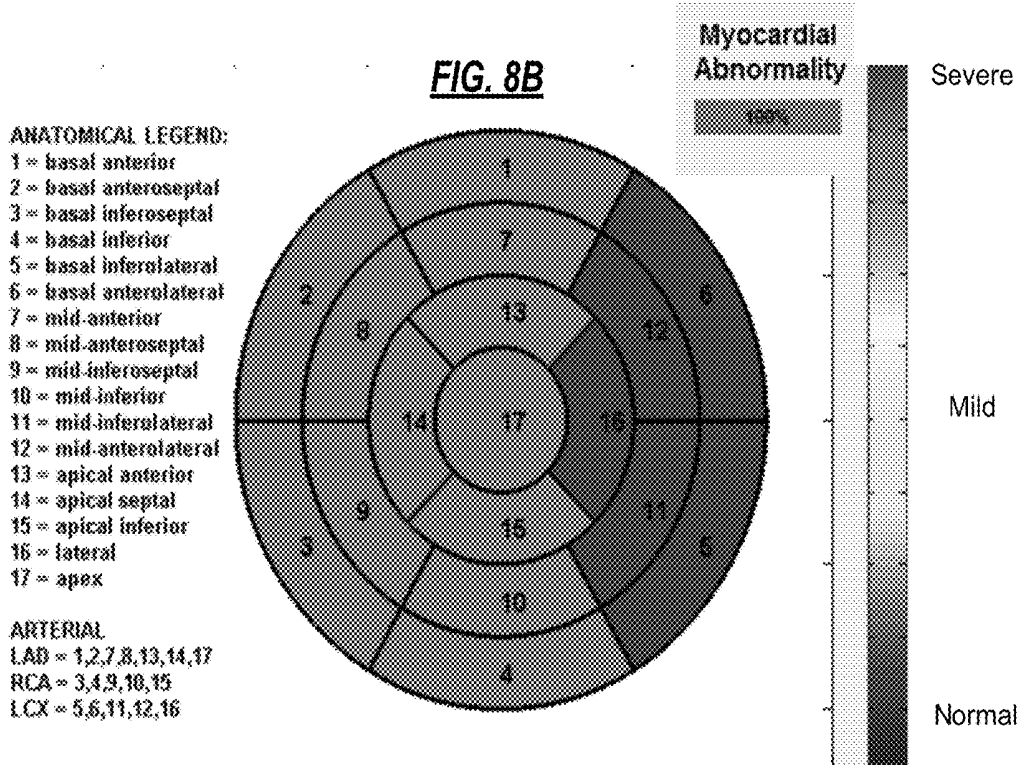 Myocardial
Abnormality
100%
FIG. 8B
Severe
Mild
Normal
ANATOMICAL LEGEND:
1 = basal anterior
2 = basal anteroseptal
3 = basal inferoseptal
4 = basal inferior
5 = basal inferolateral
6 = basal anterolateral
7 = mid-anterior
8 = mid-anteroseptal
9 = mid-inferoseptal
10 = mid-inferior
11 = mid-inferolateral
12 = mid-anterolateral
13 = apical anterior
14 = apical septal
15 = apical inferior
16 = lateral
17 = apex
ARTERIAL
LAD = 1,2,7,8,13,14,17
RCA = 3,4,9,10,15
LCX = 5,6,11,12,16
1
7
2
6
13
8
12
14
17
16
9
15
11
3
5
10
4